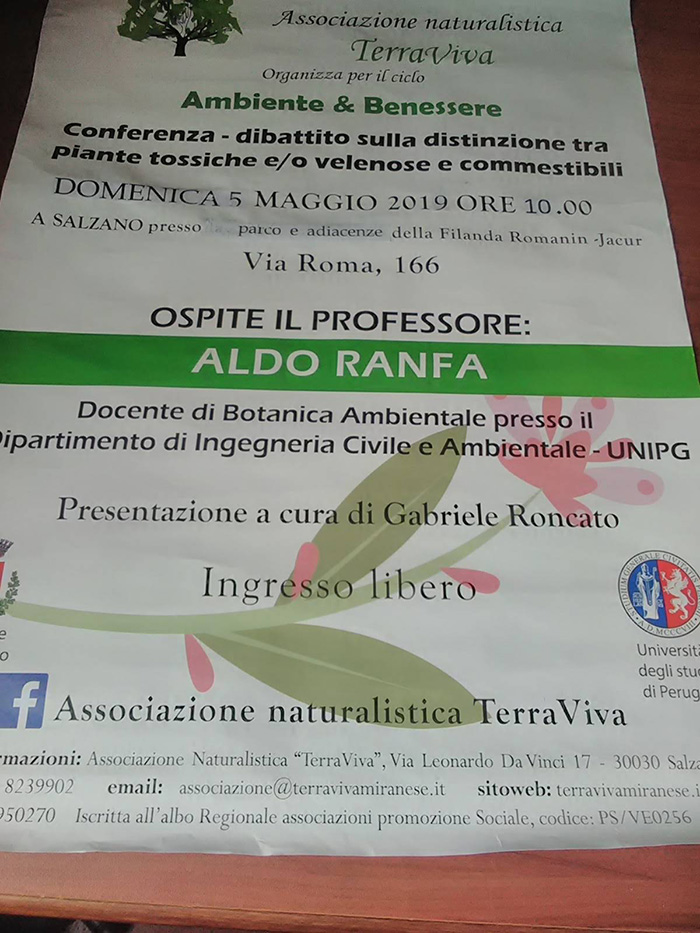 Associazione naturalistica
TerraViva
Organizza per il ciclo
Ambiente & Benessere
Conferenza - dibattito sulla distinzione tra
piante tossiche e/o velenose e commestibili
DOMENICA 5 MAGGIO 2019 ORE 10.00
A SALZANO presso parco e adiacenze della Filanda Romanin -Jacur
Via Roma, 166
OSPITE IL PROFESSORE:
ALDO RANFA
Docente di Botanica Ambientale presso il
Dipartimento di Ingegneria Civile e Ambientale - UNIPG
Presentazione a cura di Gabriele Roncato
Ingresso libero
STUDIUM GENERALE CIVITATIS
A.D. MCCCVIII
Universit
degli stu
di Perug
e
o
f Associazione naturalistica TerraViva
rmazioni: Associazione Naturalistica "TerraViva", Via Leonardo Da Vinci 17 - 30030 Salza
8239902 email: associazione@terravivamiranese.it sitoweb: terravivamiranese.i
950270 Iscritta all'albo Regionale associazioni promozione Sociale, codice: PS/VE0256